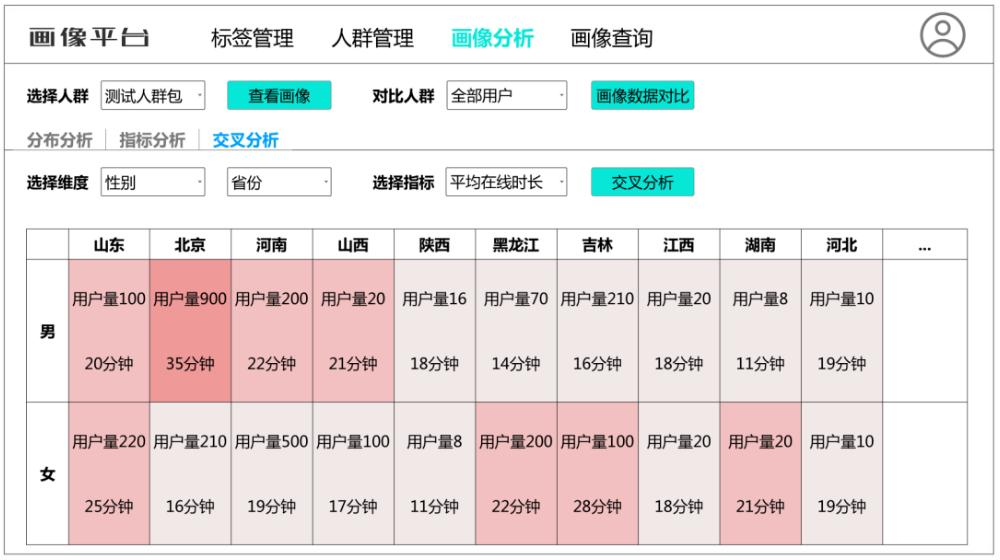 画像平台 标签管理 人群管理 画像分析 画像查询
选择人群 测试人群包 查看画像 对比人群 全部用户 画像数据对比
分布分析 指标分析 交叉分析
选择维度 性别 省份 选择指标 平均在线时长 交叉分析
山东 北京 河南 山西 陕西 黑龙江 吉林 江西 湖南 河北 ...
用户量100 用户量900 用户量200 用户量20 用户量16 用户量70 用户量210 用户量20 用户量8 用户量10
男
20分钟 35分钟 22分钟 21分钟 18分钟 14分钟 16分钟 18分钟 11分钟 19分钟
用户量220 用户量210 用户量500 用户量100 用户量8 用户量200 用户量100 用户量20 用户量20 用户量10
女
25分钟 16分钟 19分钟 17分钟 11分钟 22分钟 28分钟 18分钟 21分钟 19分钟